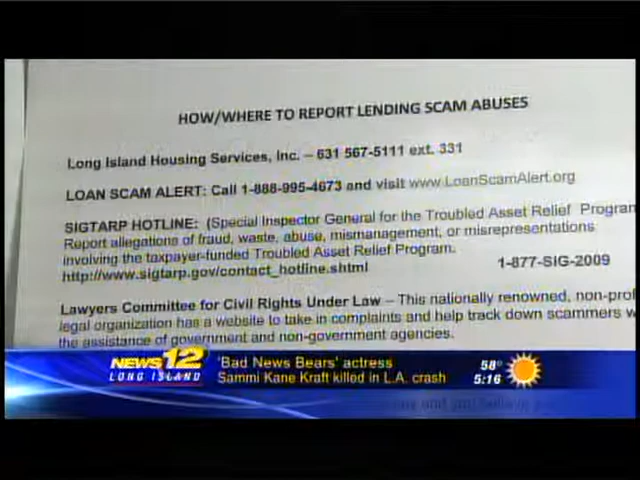 HOW/WHERE TO REPORT LENDING SCAM ABUSES
Long Island Housing Services, Inc. – 631 567-5111 ext. 331
LOAN SCAM ALERT: Call 1-888-995-4673 and visit www.LoanScamAlert.org
SIGTARP HOTLINE: (Special Inspector General for the Troubled Asset Relief Program
Report allegations of fraud, waste, abuse, mismanagement, or misrepresentations
involving the taxpayer-funded Troubled Asset Relief Program.
http://www.sigtarp.gov/contact_hotline.shtml 1-877-SIG-2009
Lawyers Committee for Civil Rights Under Law – This nationally renowned, non-prof
legal organization has a website to take in complaints and help track down scammers w
the assistance of government and non-government agencies.
NEWS 12
LONG ISLAND
'Bad News Bears' actress
Sammi Kane Kraft killed in L.A. crash
58°
5:16